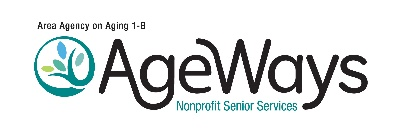 Area Agency on Aging 1-B
AgeWays
Nonprofit Senior Services